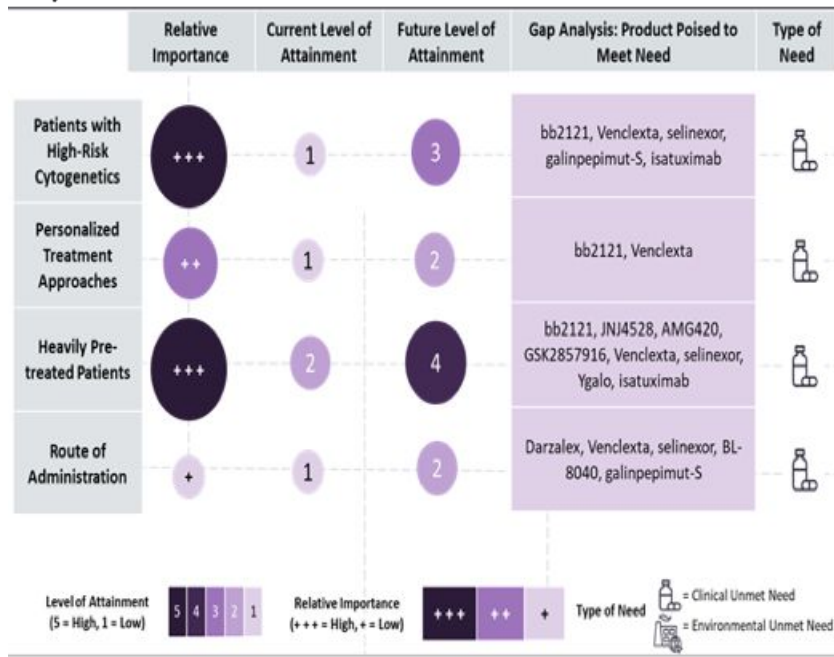 Relative
Importance
Current Level of
Attainment
Future Level of
Attainment
Gap Analysis: Product Poised to
Meet Need
Type of
Need
Patients with
High-Risk
Cytogenetics
+++
1
3
bb2121, Venclexta, selinexor,
galinpepimut-S, isatuximab
Personalized
Treatment
Approaches
++
1
2
bb2121, Venclexta
Heavily Pre-
treated Patients
+++
2
4
bb2121, JNJ4528, AMG420,
GSK2857916, Venclexta, selinexor,
Ygalo, isatuximab
Route of
Administration
+
1
2
Darzalex, Venclexta, selinexor, BL-
8040, galinpepimut-S
Level of Attainment
(5 = High, 1 = Low)
5 4 3 2 1
Relative Importance
(+++ = High, + = Low)
+++ ++ +
Type of Need
= Clinical Unmet Need
= Environmental Unmet Need